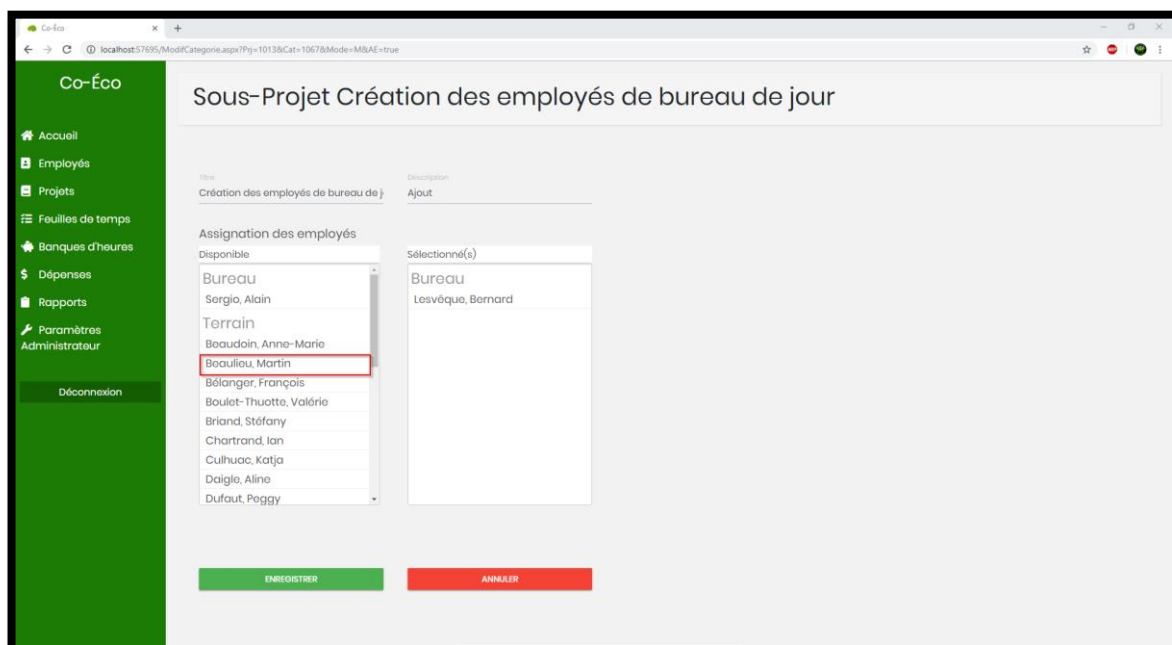 Co-Éco
localhost:57695/ModifCategorie.aspx?Prj=1013&Cat=1067&Mode=M&AE=true
Co-Éco
Sous-Projet Création des employés de bureau de jour
Accueil
Employés
Projets
Feuilles de temps
Banques d'heures
Dépenses
Rapports
Paramètres
Administrateur
Déconnexion
Titre
Description
Création des employés de bureau de j
Ajout
Assignation des employés
Disponible
Sélectionné(s)
Bureau
Sergio, Alain
Terrain
Beaudoin, Anne-Marie
Beaulieu, Martin
Bélanger, François
Boulet-Thuotte, Valérie
Briand, Stéfany
Chartrand, Ian
Culhuac, Katja
Daigle, Aline
Dufaut, Peggy
Bureau
Lesvêque, Bernard
ENREGISTRER
ANNULER